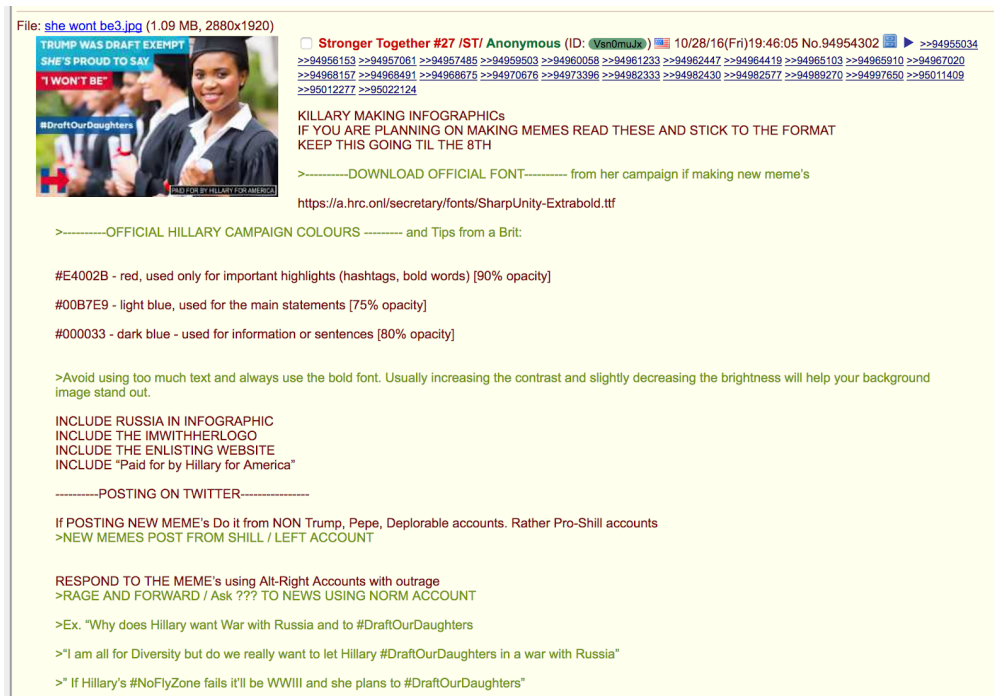 File: she wont be3.jpg (1.09 MB, 2880x1920)
TRUMP WAS DRAFT EXEMPT
SHE'S PROUD TO SAY
"I WON'T BE"
#DraftOurDaughters
H
PAID FOR BY HILLARY FOR AMERICA
Stronger Together #27 /ST/ Anonymous (ID: Vsn0muJx) 10/28/16(Fri)19:46:05 No.94954302 >>94955034
>>94956153 >>94957061 >>94957485 >>94959503 >>94960058 >>94961233 >>94962447 >>94964419 >>94965103 >>94965910 >>94967020
>>94968157 >>94968491 >>94968675 >>94970676 >>94973396 >>94982333 >>94982430 >>94982577 >>94989270 >>94997650 >>95011409
>>95012277 >>95022124
KILLARY MAKING INFOGRAPHICs
IF YOU ARE PLANNING ON MAKING MEMES READ THESE AND STICK TO THE FORMAT
KEEP THIS GOING TIL THE 8TH
>----------DOWNLOAD OFFICIAL FONT---------- from her campaign if making new meme's
https://a.hrc.onl/secretary/fonts/SharpUnity-Extrabold.ttf
>----------OFFICIAL HILLARY CAMPAIGN COLOURS --------- and Tips from a Brit:
#E4002B - red, used only for important highlights (hashtags, bold words) [90% opacity]
#00B7E9 - light blue, used for the main statements [75% opacity]
#000033 - dark blue - used for information or sentences [80% opacity]
>Avoid using too much text and always use the bold font. Usually increasing the contrast and slightly decreasing the brightness will help your background
image stand out.
INCLUDE RUSSIA IN INFOGRAPHIC
INCLUDE THE IMWITHHERLOGO
INCLUDE THE ENLISTING WEBSITE
INCLUDE "Paid for by Hillary for America"
----------POSTING ON TWITTER----------------
If POSTING NEW MEME's Do it from NON Trump, Pepe, Deplorable accounts. Rather Pro-Shill accounts
>NEW MEMES POST FROM SHILL / LEFT ACCOUNT
RESPOND TO THE MEME's using Alt-Right Accounts with outrage
>RAGE AND FORWARD / Ask ??? TO NEWS USING NORM ACCOUNT
>Ex. "Why does Hillary want War with Russia and to #DraftOurDaughters
>"I am all for Diversity but do we really want to let Hillary #DraftOurDaughters in a war with Russia"
>" If Hillary's #NoFlyZone fails it'll be WWIII and she plans to #DraftOurDaughters"